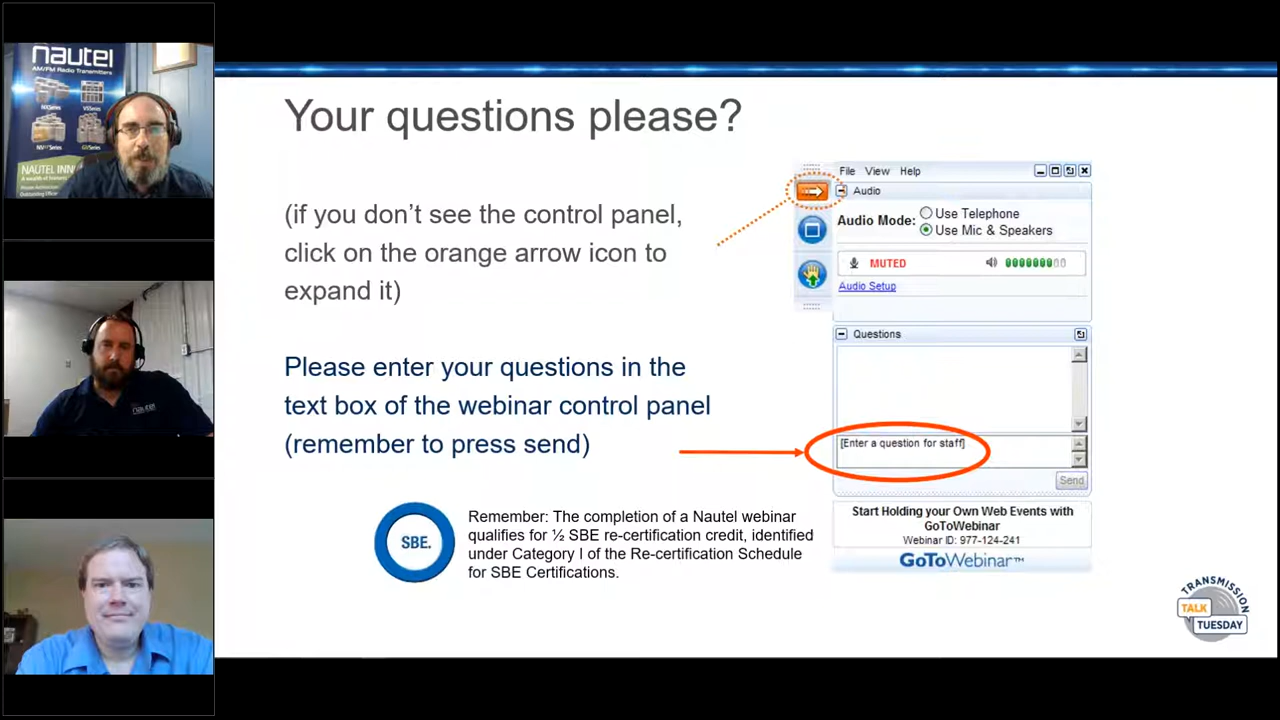 nautel
AM/FM Radio Transmitters
NAUTEL INN
nautel
Your questions please?
(if you don’t see the control panel,
click on the orange arrow icon to
expand it)
Please enter your questions in the
text box of the webinar control panel
(remember to press send)
SBE.
Remember: The completion of a Nautel webinar
qualifies for ½ SBE re-certification credit, identified
under Category I of the Re-certification Schedule
for SBE Certifications.
File View Help
Audio
Audio Mode: Use Telephone
Use Mic & Speakers
MUTED
Audio Setup
Questions
[Enter a question for staff]
Send
Start Holding your Own Web Events with
GoToWebinar
Webinar ID: 977-124-241
GoToWebinar™
TRANSMISSION
TALK
TUESDAY